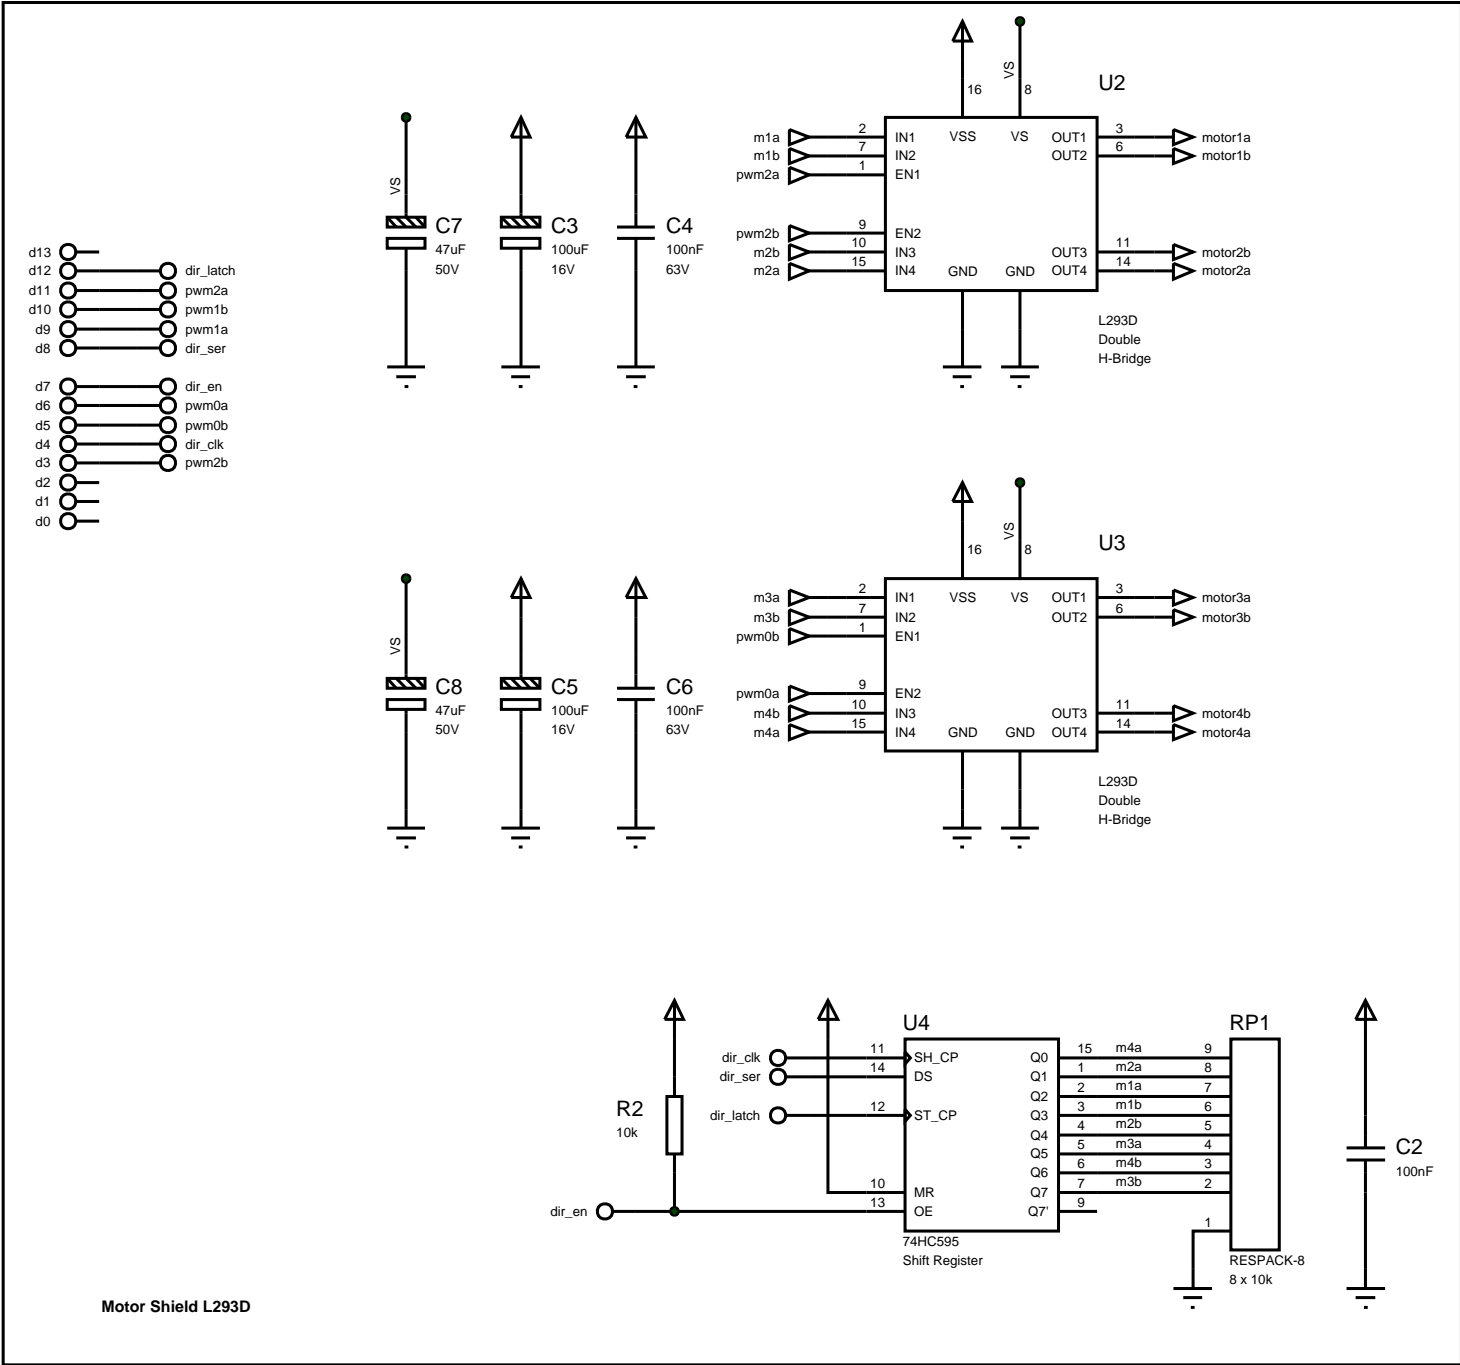 d13
d12 dir_latch
d11 pwm2a
d10 pwm1b
d9 pwm1a
d8 dir_ser
d7 dir_en
d6 pwm0a
d5 pwm0b
d4 dir_clk
d3 pwm2b
d2
d1
d0
VS
C7
47uF
50V
C3
100uF
16V
C4
100nF
63V
16 VS 8
U2
m1a 2 IN1 VSS VS OUT1 3 motor1a
m1b 7 IN2 OUT2 6 motor1b
pwm2a 1 EN1
pwm2b 9 EN2
m2b 10 IN3 OUT3 11 motor2b
m2a 15 IN4 GND GND OUT4 14 motor2a
L293D
Double
H-Bridge
VS
C8
47uF
50V
C5
100uF
16V
C6
100nF
63V
16 VS 8
U3
m3a 2 IN1 VSS VS OUT1 3 motor3a
m3b 7 IN2 OUT2 6 motor3b
pwm0b 1 EN1
pwm0a 9 EN2
m4b 10 IN3 OUT3 11 motor4b
m4a 15 IN4 GND GND OUT4 14 motor4a
L293D
Double
H-Bridge
R2
10k
U4
dir_clk 11 SH_CP Q0 15 m4a 9
dir_ser 14 DS Q1 1 m2a 8
Q2 2 m1a 7
dir_latch 12 ST_CP Q3 3 m1b 6
Q4 4 m2b 5
Q5 5 m3a 4
Q6 6 m4b 3
10 MR Q7 7 m3b 2
dir_en 13 OE Q7' 9
1
74HC595
Shift Register
RP1
RESPACK-8
8 x 10k
C2
100nF
Motor Shield L293D